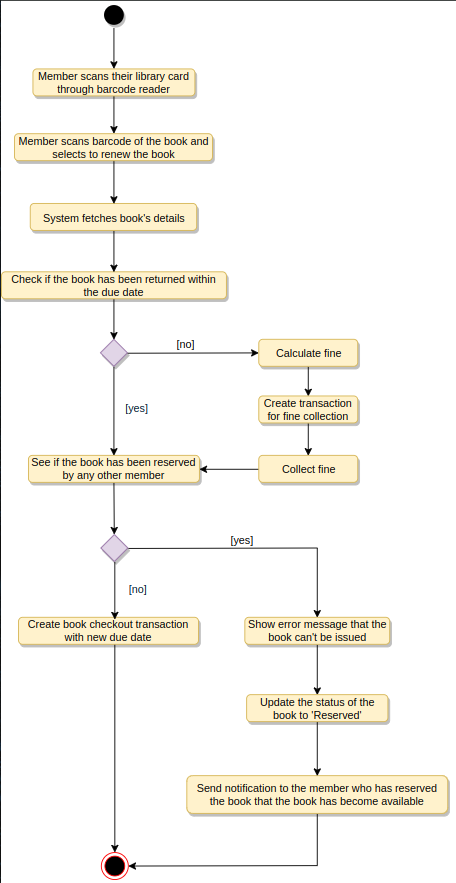 Member scans their library card
through barcode reader
Member scans barcode of the book and
selects to renew the book
System fetches book's details
Check if the book has been returned within
the due date
[no]
Calculate fine
[yes]
Create transaction
for fine collection
See if the book has been reserved
by any other member
Collect fine
[yes]
[no]
Create book checkout transaction
with new due date
Show error message that the
book can't be issued
Update the status of the
book to 'Reserved'
Send notification to the member who has reserved
the book that the book has become available